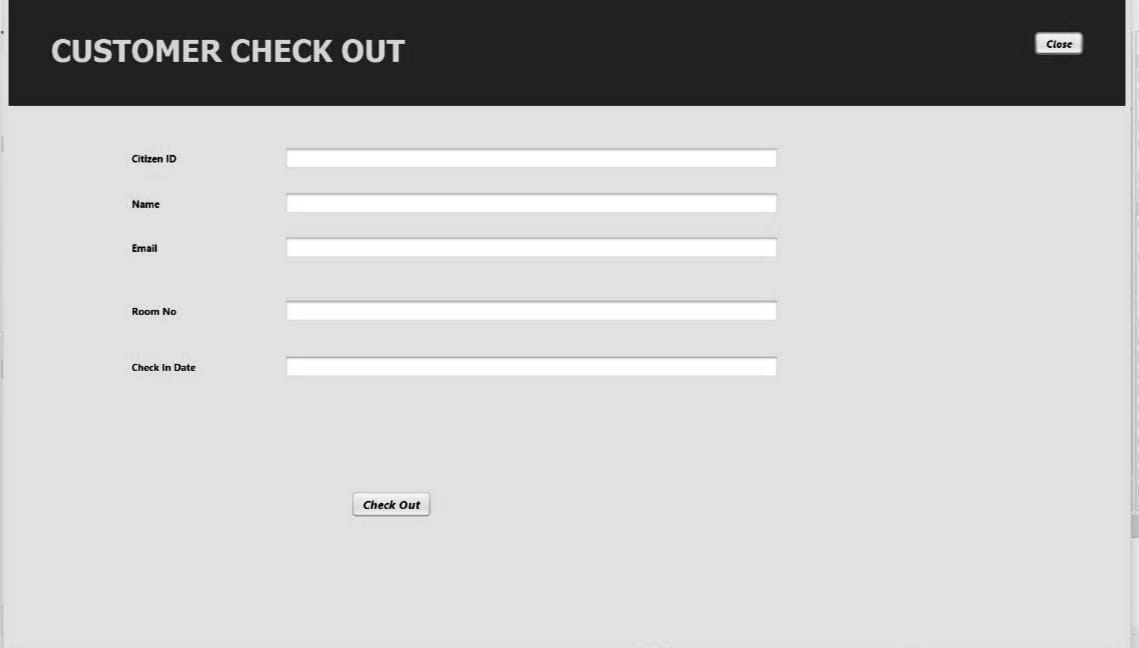 CUSTOMER CHECK OUT
Close
Citizen ID
Name
Email
Room No
Check In Date
Check Out